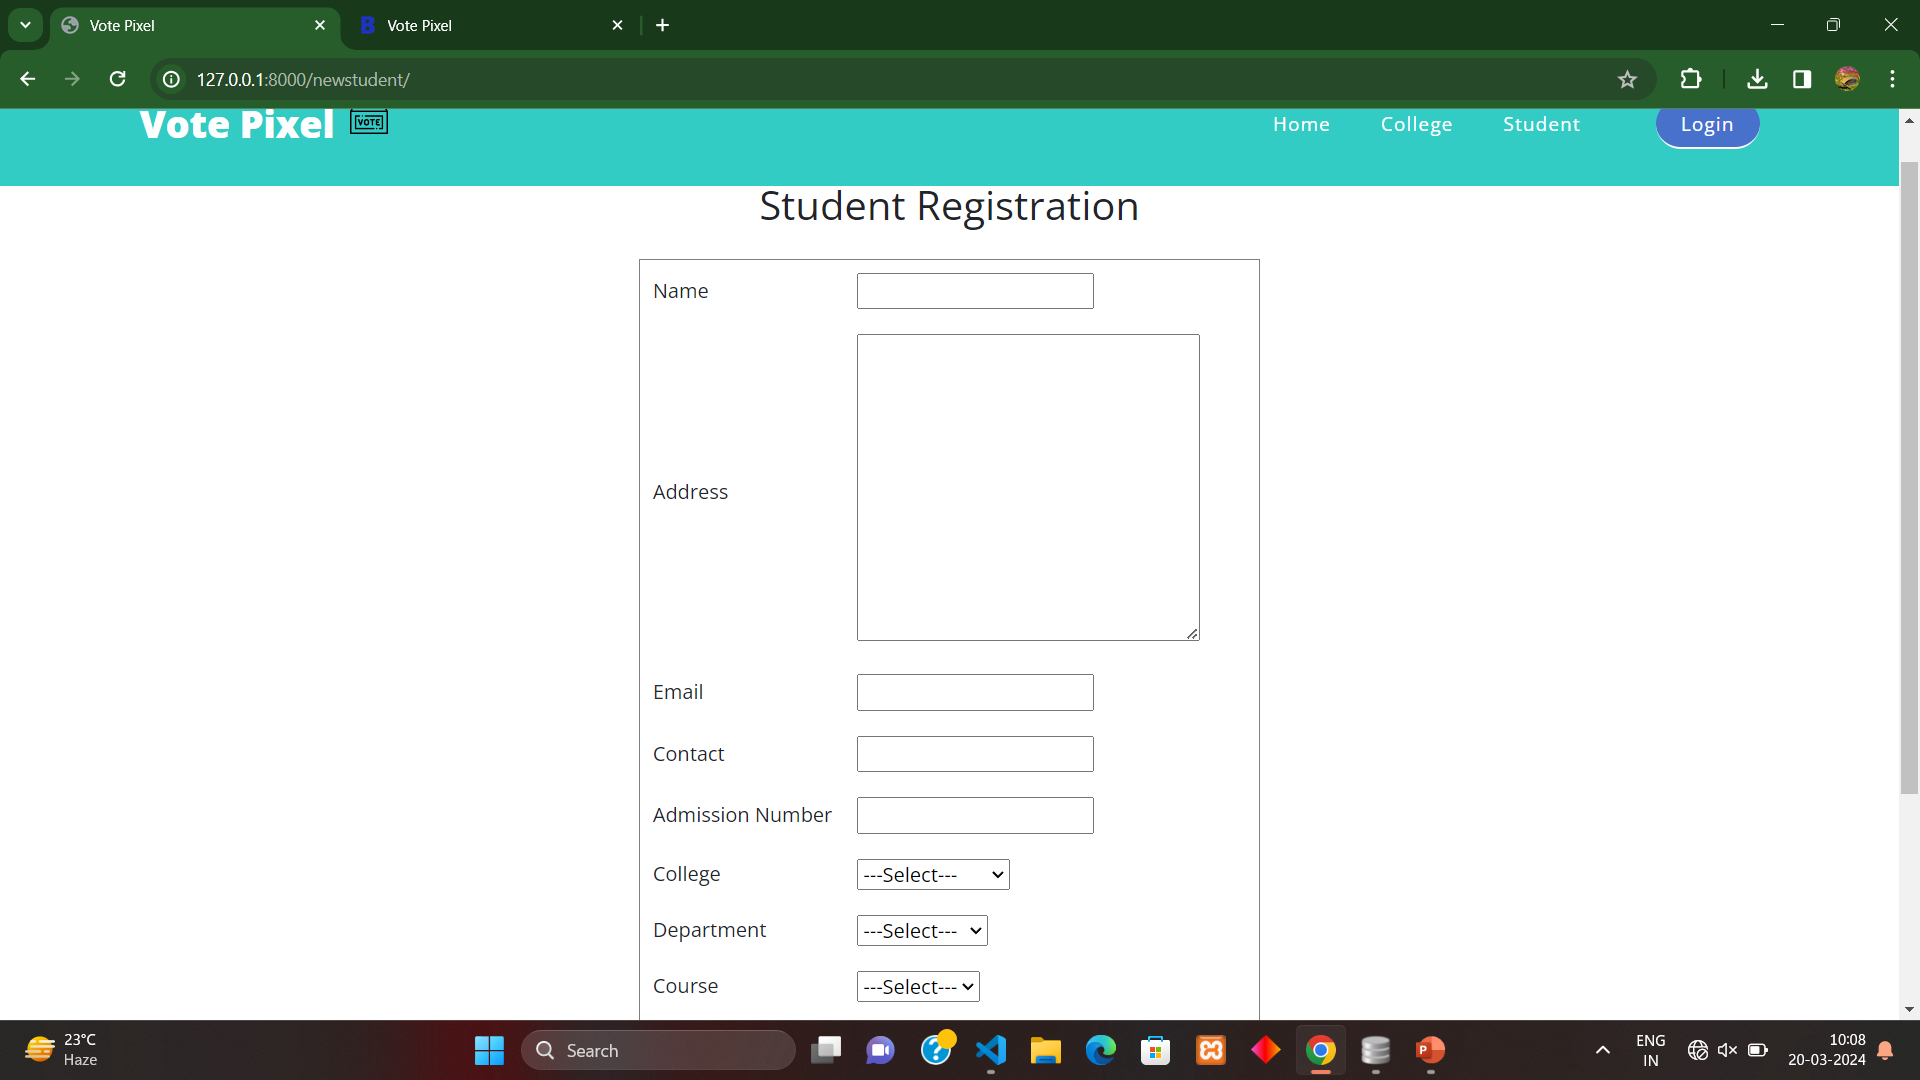 Vote Pixel
Vote Pixel
127.0.0.1:8000/newstudent/
Vote Pixel VOTE
Home College Student Login
Student Registration
Name
Address
Email
Contact
Admission Number
College ---Select---
Department ---Select---
Course ---Select---
23°C
Haze
Search
ENG
IN
10:08
20-03-2024